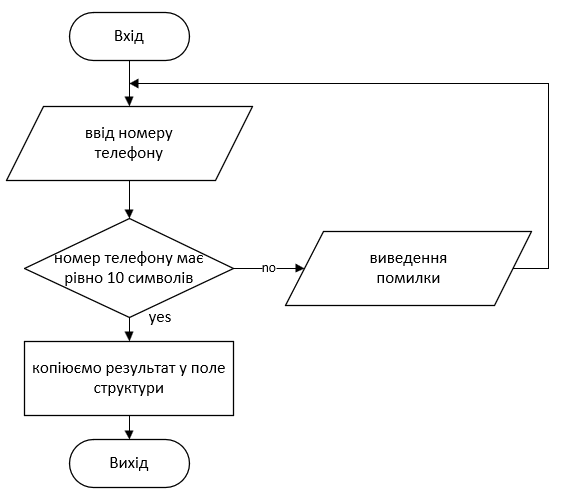 Вхід
ввід номеру
телефону
номер телефону має
рівно 10 символів
no
виведення
помилки
yes
копіюємо результат у поле
структури
Вихід